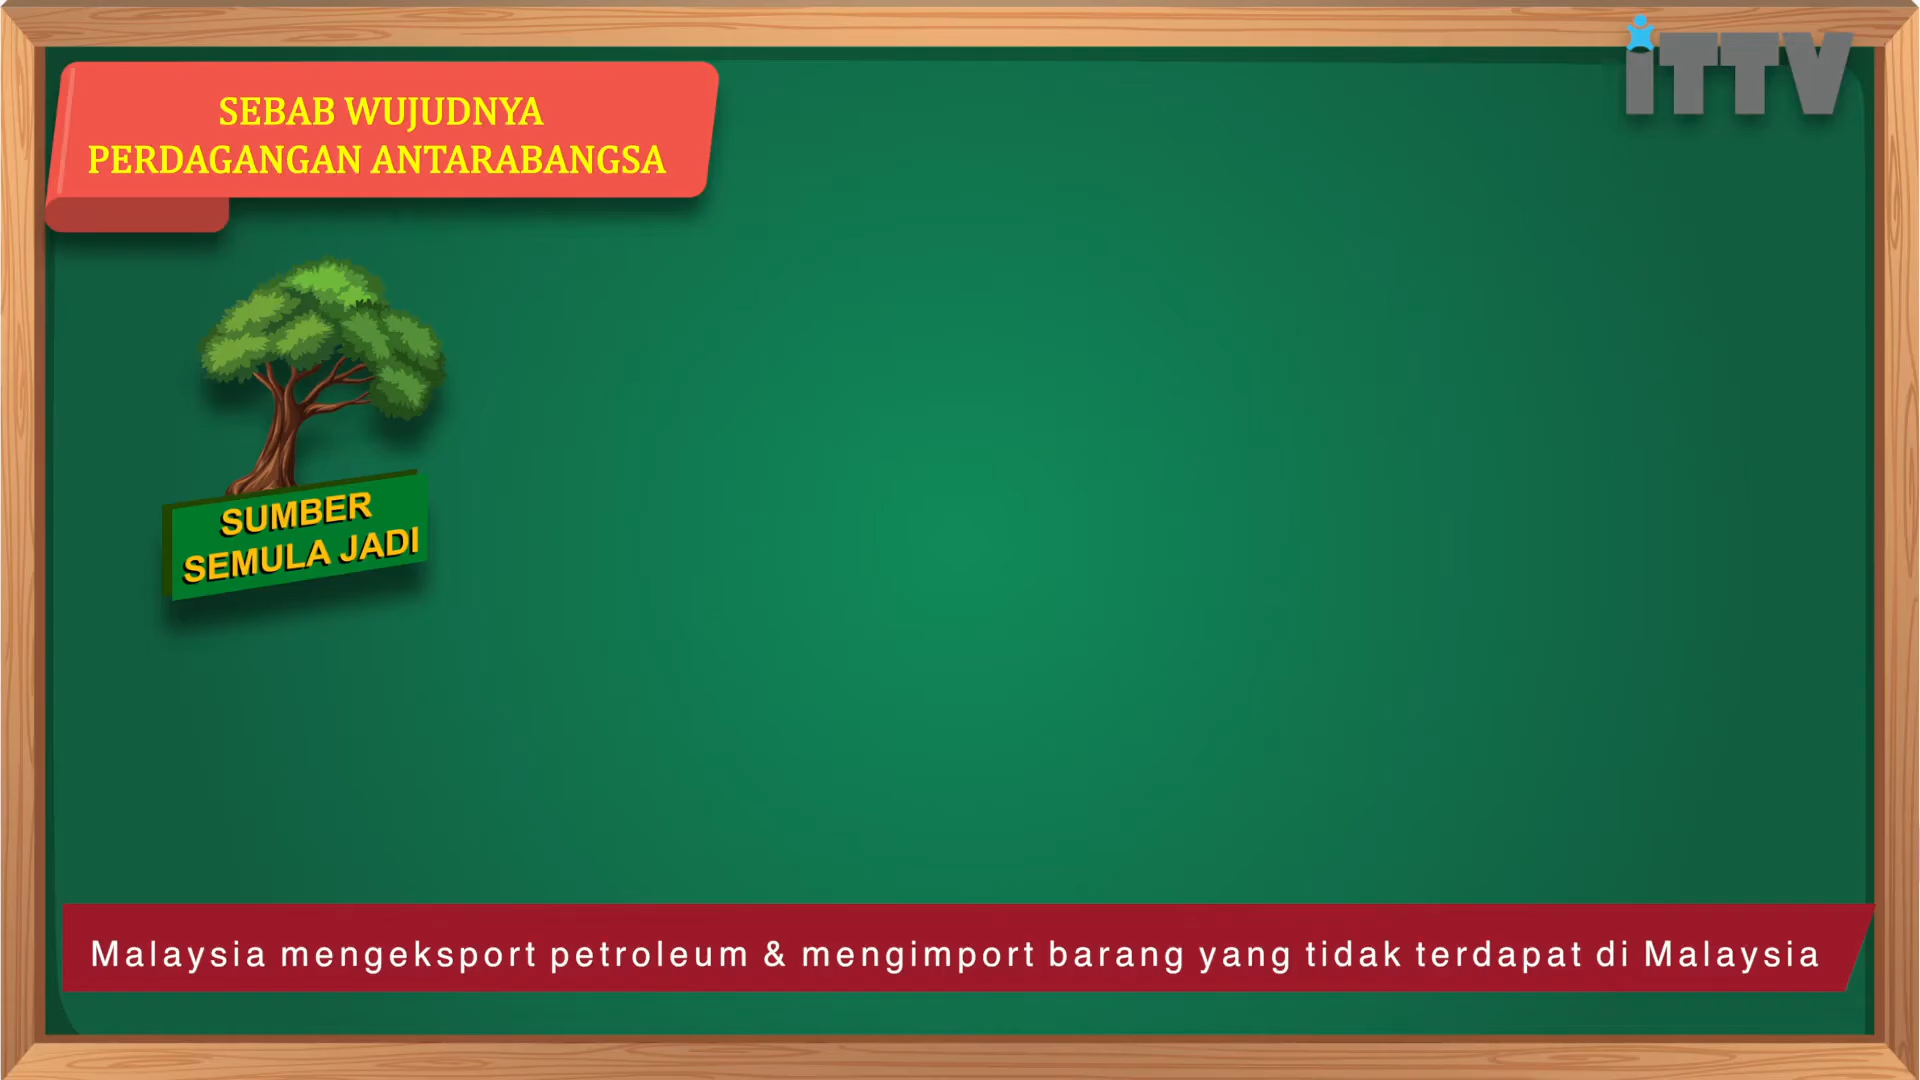 SEBAB WUJUDNYA
PERDAGANGAN ANTARABANGSA
iTTV
SUMBER
SEMULA JADI
Malaysia mengeksport petroleum & mengimport barang yang tidak terdapat di Malaysia